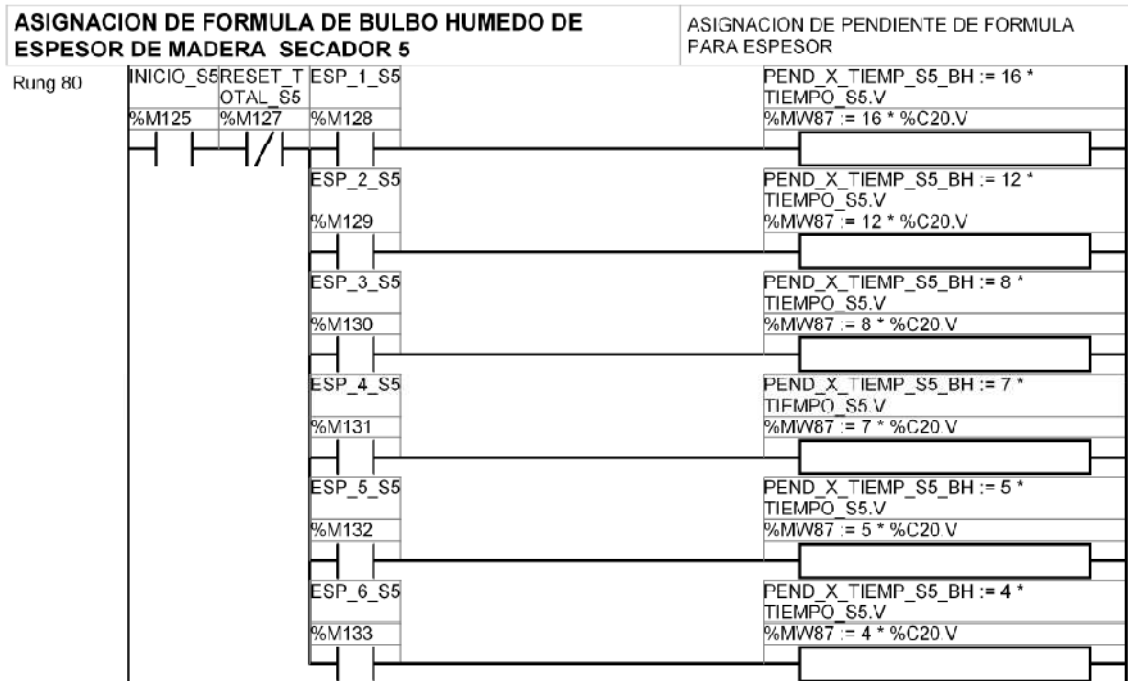 ASIGNACION DE FORMULA DE BULBO HUMEDO DE
ESPESOR DE MADERA SECADOR 5
ASIGNACION DE PENDIENTE DE FORMULA
PARA ESPESOR
Rung 80
INICIO_S5 RESET_T ESP_1_S5
OTAL_S5
%M125 %M127 %M128
PEND_X_TIEMP_S5_BH := 16 *
TIEMPO_S5.V
%MW87 := 16 * %C20.V
ESP_2_S5
%M129
PEND_X_TIEMP_S5_BH := 12 *
TIEMPO_S5.V
%MW87 := 12 * %C20.V
ESP_3_S5
%M130
PEND_X_TIEMP_S5_BH := 8 *
TIEMPO_S5.V
%MW87 := 8 * %C20.V
ESP_4_S5
%M131
PEND_X_TIEMP_S5_BH := 7 *
TIEMPO_S5.V
%MW87 := 7 * %C20.V
ESP_5_S5
%M132
PEND_X_TIEMP_S5_BH := 5 *
TIEMPO_S5.V
%MW87 := 5 * %C20.V
ESP_6_S5
%M133
PEND_X_TIEMP_S5_BH := 4 *
TIEMPO_S5.V
%MW87 := 4 * %C20.V